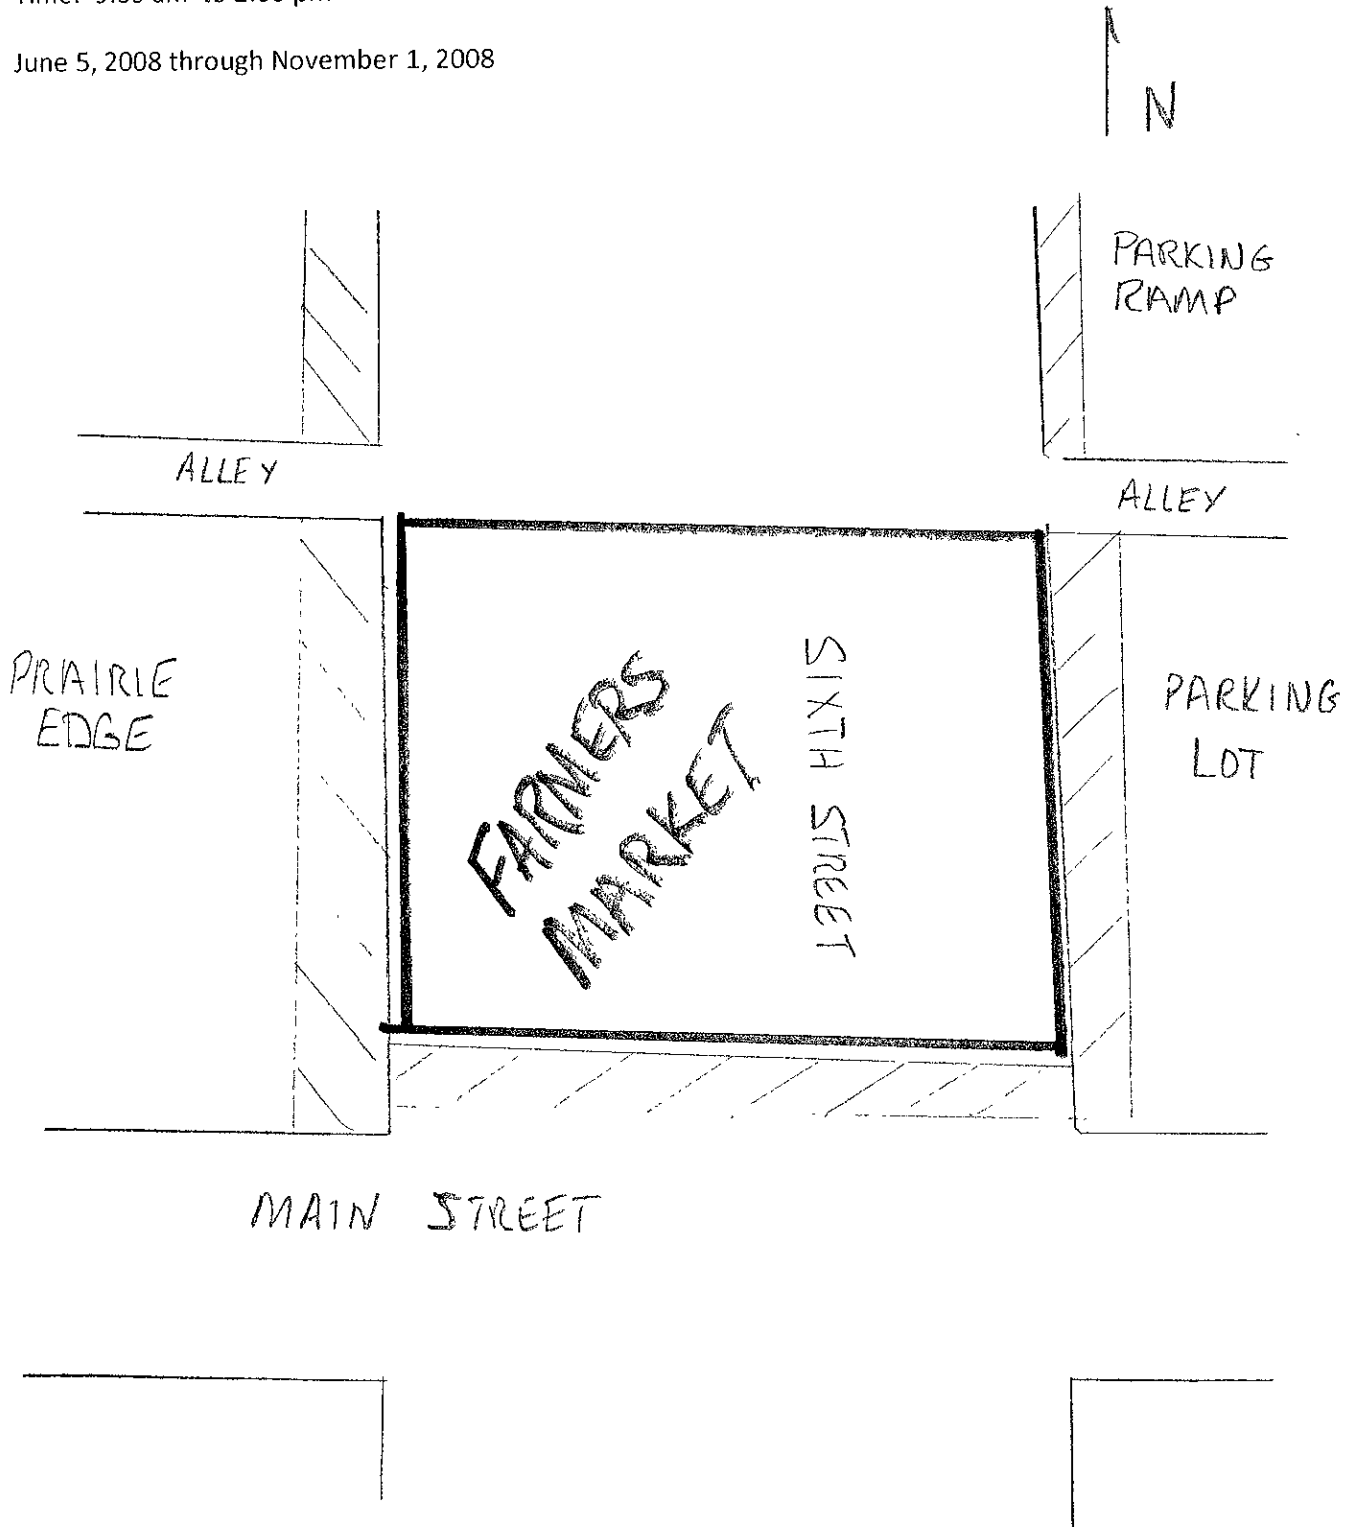 June 5, 2008 through November 1, 2008
N
PARKING
RAMP
ALLEY
ALLEY
PRAIRIE
EDGE
FARMERS
MARKET
SIXTH STREET
PARKING
LOT
MAIN STREET